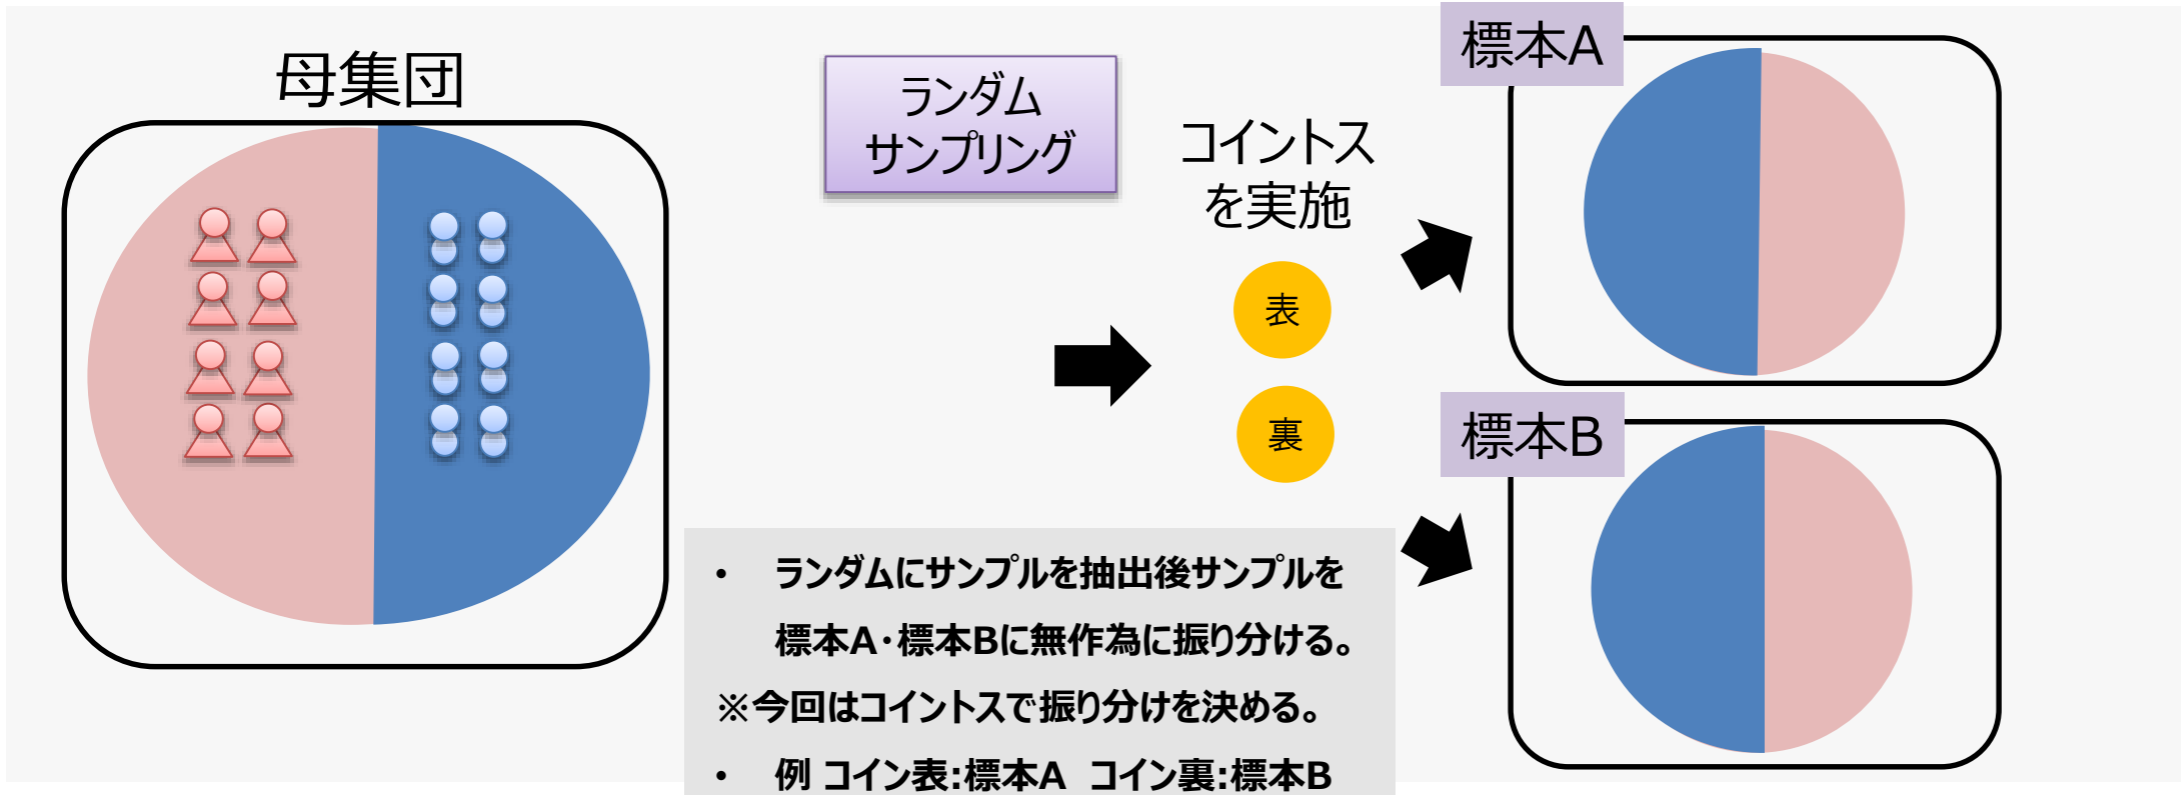 母集団
ランダム
サンプリング
コイントス
を実施
表
裏
標本A
標本B
• ランダムにサンプルを抽出後サンプルを
標本A・標本Bに無作為に振り分ける。
※今回はコイントスで振り分けを決める。
• 例 コイン表:標本A コイン裏:標本B